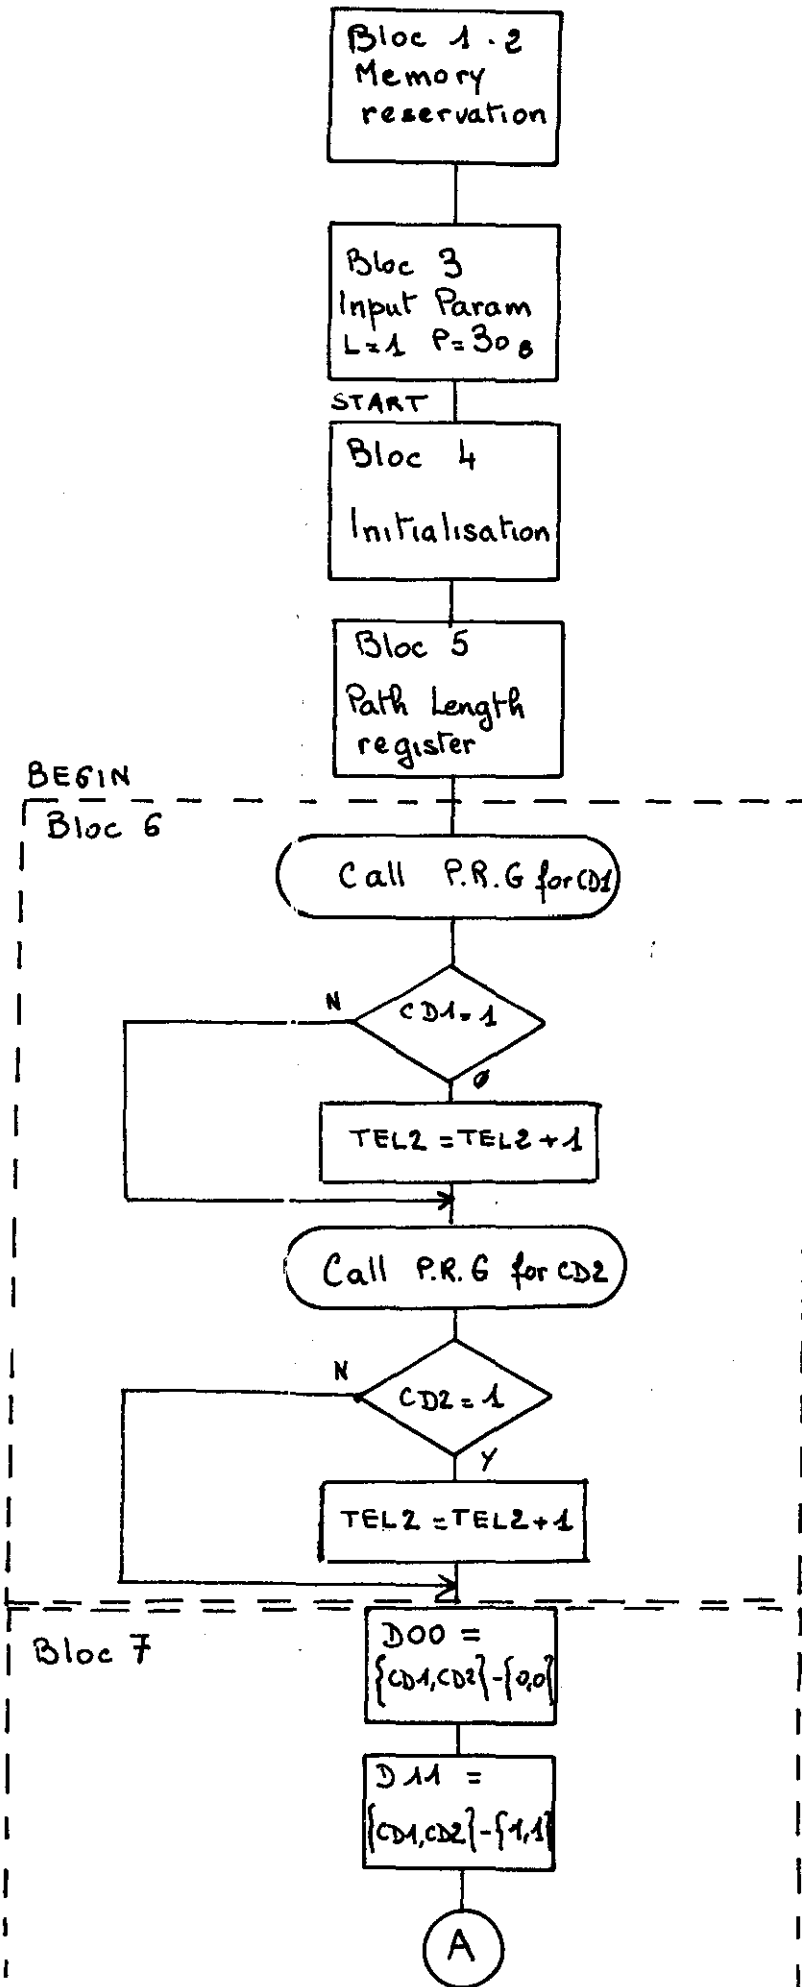 Bloc 1.2
Memory
reservation
Bloc 3
Input Param
L=1 P=30₈
START
Bloc 4
Initialisation
Bloc 5
Path Length
register
BEGIN
Bloc 6
Call P.R.G for CD1
N
CD1=1
Ø
TEL2 = TEL2 + 1
Call P.R.G for CD2
N
CD2=1
Y
TEL2 = TEL2 + 1
Bloc 7
D00 =
{CD1,CD2}-{0,0}
D11 =
{CD1,CD2}-{1,1}
A